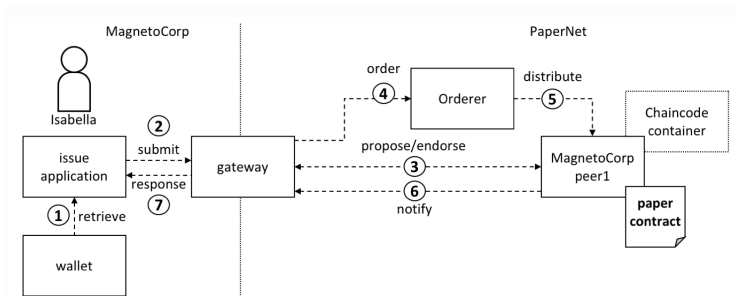 MagnetoCorp
PaperNet
Isabella
order
4
Orderer
distribute
5
Chaincode
container
2
submit
issue
application
gateway
propose/endorse
3
MagnetoCorp
peer1
response
7
6
notify
1
retrieve
paper
contract
wallet